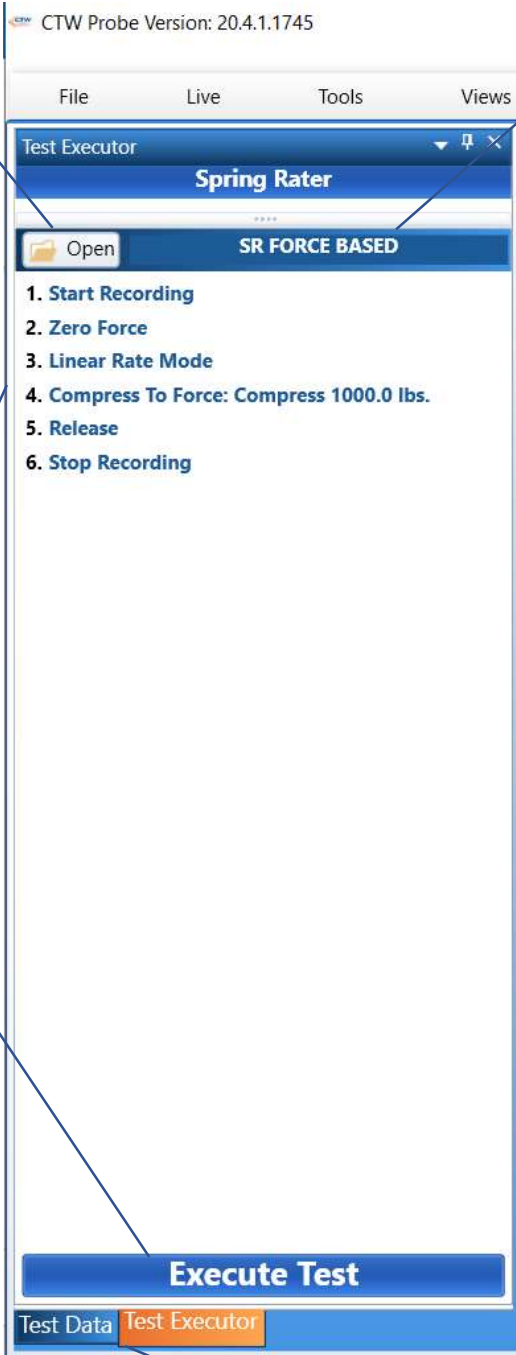 CTW CTW Probe Version: 20.4.1.1745
File Live Tools Views
Test Executor
Spring Rater
Open SR FORCE BASED
1. Start Recording
2. Zero Force
3. Linear Rate Mode
4. Compress To Force: Compress 1000.0 lbs.
5. Release
6. Stop Recording
Execute Test
Test Data Test Executor